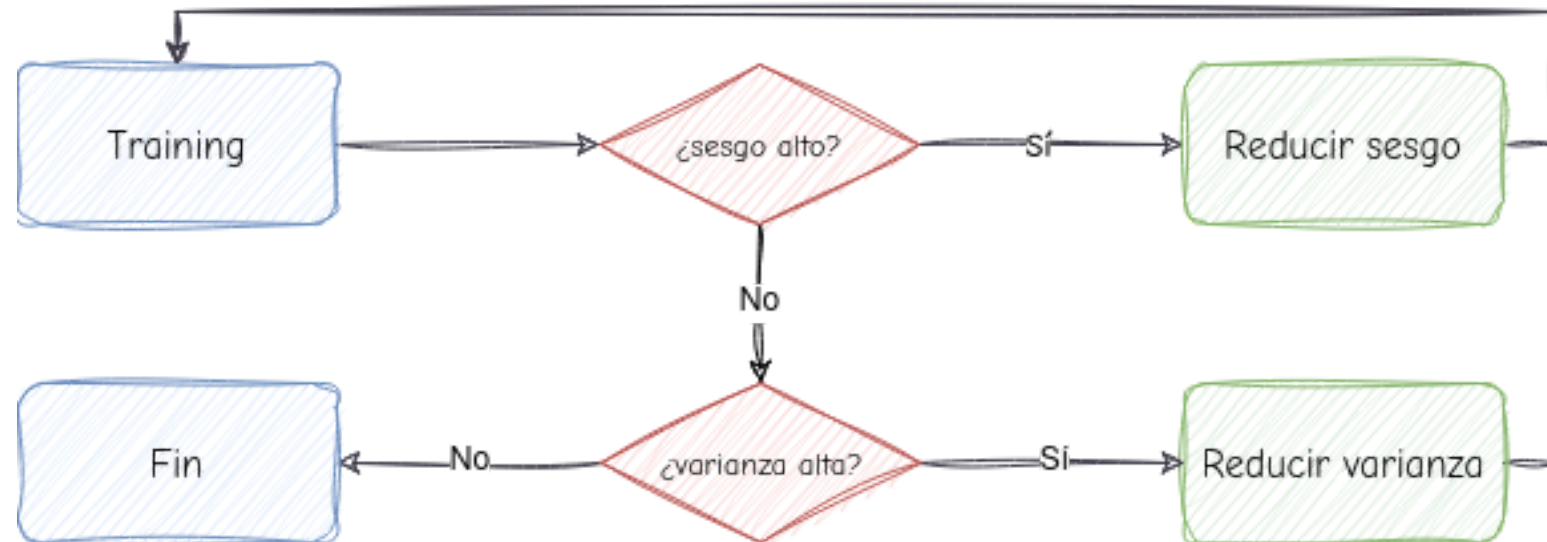 Training
¿sesgo alto?
Sí
Reducir sesgo
No
Fin
No
¿varianza alta?
Sí
Reducir varianza